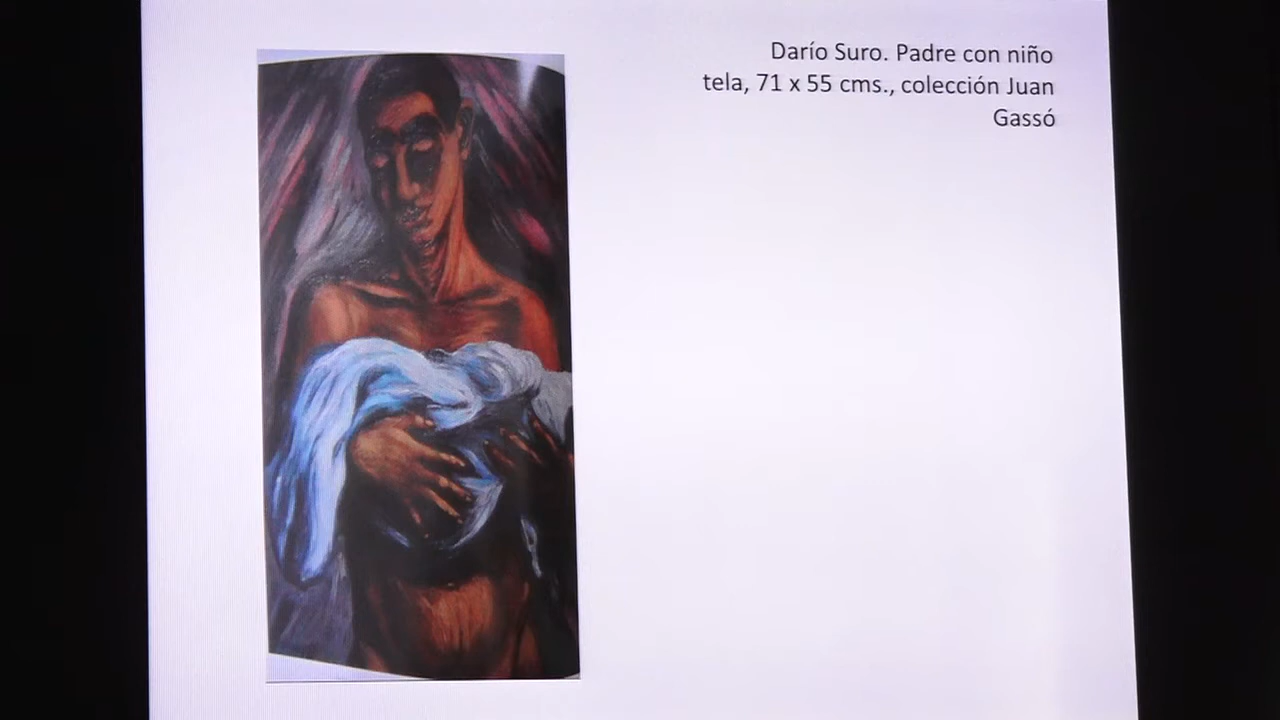 Darío Suro. Padre con niño
tela, 71 x 55 cms., colección Juan
Gassó